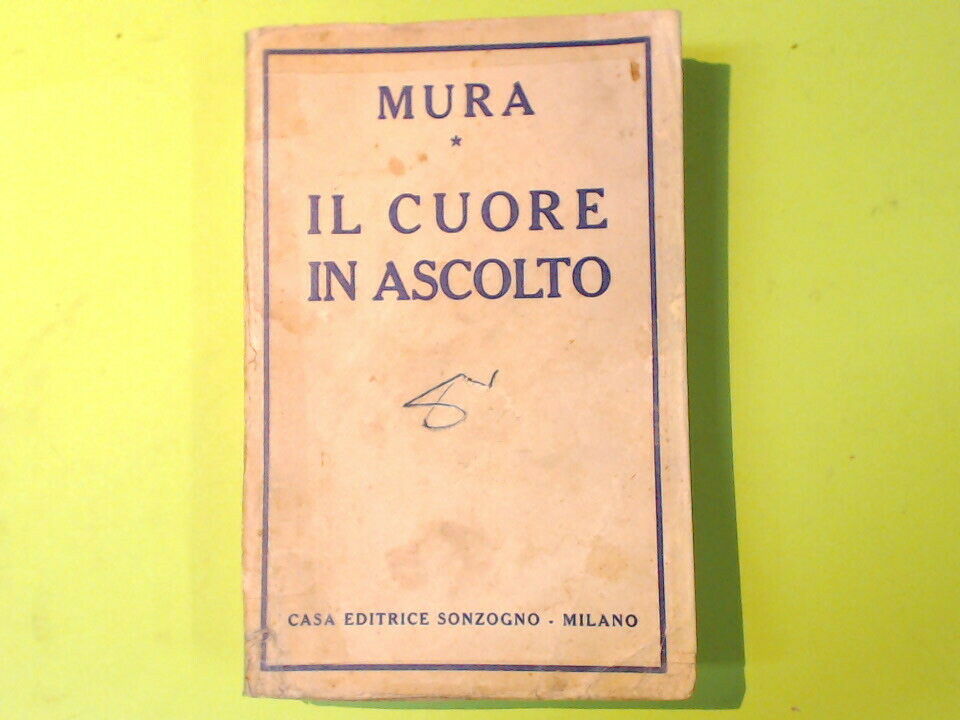 MURA
*
IL CUORE
IN ASCOLTO
CASA EDITRICE SONZOGNO - MILANO